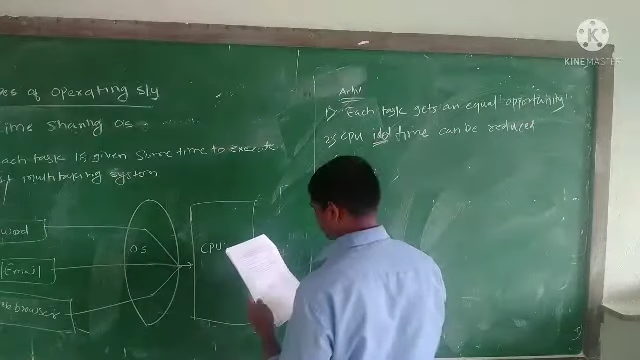 es of operating s/y
ime sharing os
each task is given some time to execute
multitasking system
word
OS
CPU
Email
browser
Adv:
1) Each task gets an equal opportunity
2) CPU idol time can be reduced
KINEMASTER